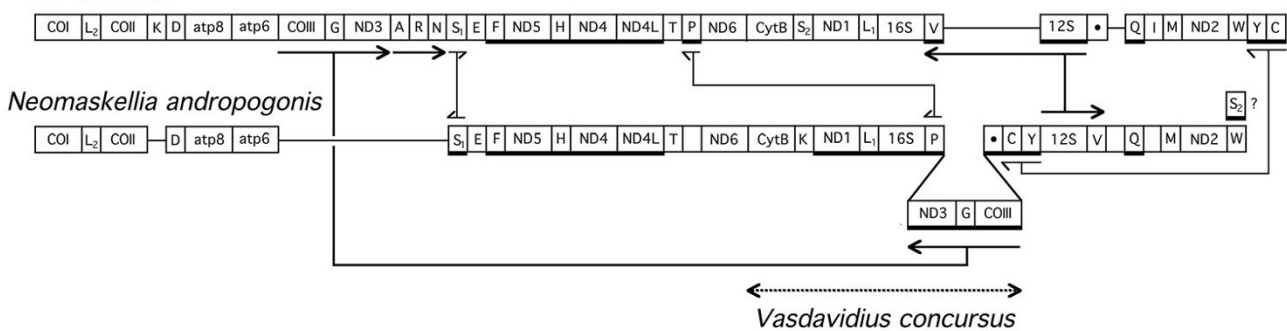 COI L2 COII K D atp8 atp6 COIII G ND3 A R N S1 E F ND5 H ND4 ND4L T P ND6 CytB S2 ND1 L1 16S V 12S • Q I M ND2 W Y C
Neomaskellia andropogonis
S2 ?
COI L2 COII D atp8 atp6 S1 E F ND5 H ND4 ND4L T ND6 CytB K ND1 L1 16S P • C Y 12S V Q M ND2 W
ND3 G COIII
Vasdavidius concursus